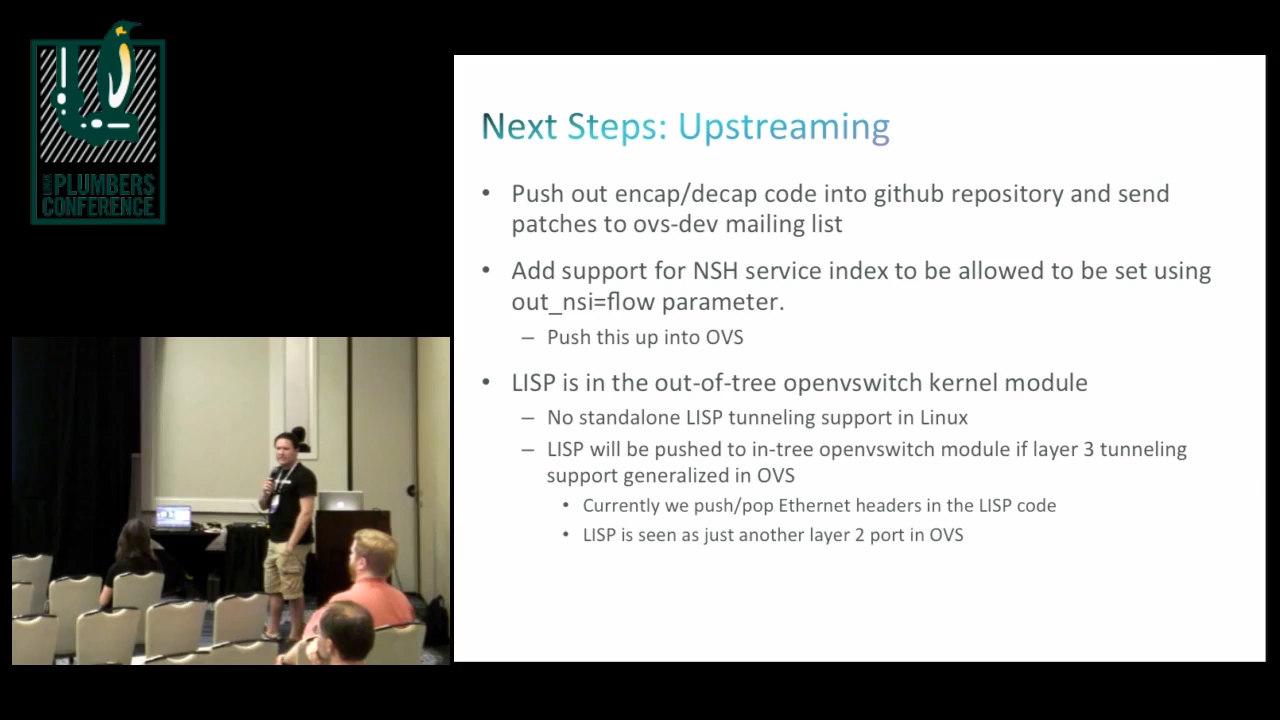 LINUX
PLUMBERS
CONFERENCE
Next Steps: Upstreaming
• Push out encap/decap code into github repository and send
patches to ovs-dev mailing list
• Add support for NSH service index to be allowed to be set using
out_nsi=flow parameter.
– Push this up into OVS
• LISP is in the out-of-tree openvswitch kernel module
– No standalone LISP tunneling support in Linux
– LISP will be pushed to in-tree openvswitch module if layer 3 tunneling
support generalized in OVS
• Currently we push/pop Ethernet headers in the LISP code
• LISP is seen as just another layer 2 port in OVS